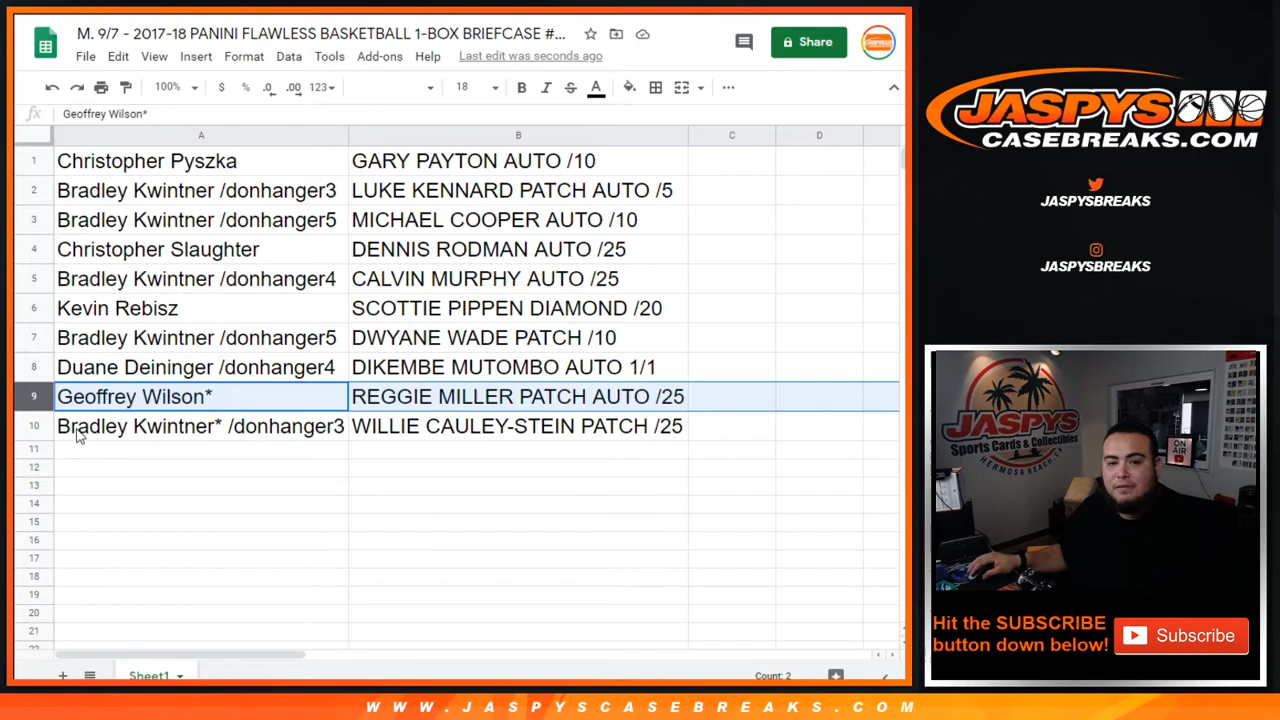 M. 9/7 - 2017-18 PANINI FLAWLESS BASKETBALL 1-BOX BRIEFCASE #...
Share
File Edit View Insert Format Data Tools Add-ons Help Last edit was seconds ago
100% $ % .0 .00 123 18 B I S A
fx Geoffrey Wilson*
A B C D
1 Christopher Pyszka GARY PAYTON AUTO /10
2 Bradley Kwintner /donhanger3 LUKE KENNARD PATCH AUTO /5
3 Bradley Kwintner /donhanger5 MICHAEL COOPER AUTO /10
4 Christopher Slaughter DENNIS RODMAN AUTO /25
5 Bradley Kwintner /donhanger4 CALVIN MURPHY AUTO /25
6 Kevin Rebisz SCOTTIE PIPPEN DIAMOND /20
7 Bradley Kwintner /donhanger5 DWYANE WADE PATCH /10
8 Duane Deininger /donhanger4 DIKEMBE MUTOMBO AUTO 1/1
9 Geoffrey Wilson* REGGIE MILLER PATCH AUTO /25
10 Bradley Kwintner* /donhanger3 WILLIE CAULEY-STEIN PATCH /25
11
12
13
14
15
16
17
18
19
20
21
Sheet1
Count: 2
JASPYS
CASEBREAKS.COM
JASPYSBREAKS
JASPYSBREAKS
JASPYS
Sports Cards & Collectibles
HERMOSA BEACH, CA
ON AIR
Hit the SUBSCRIBE
button down below!
Subscribe
WWW.JASPYSCASEBREAKS.COM